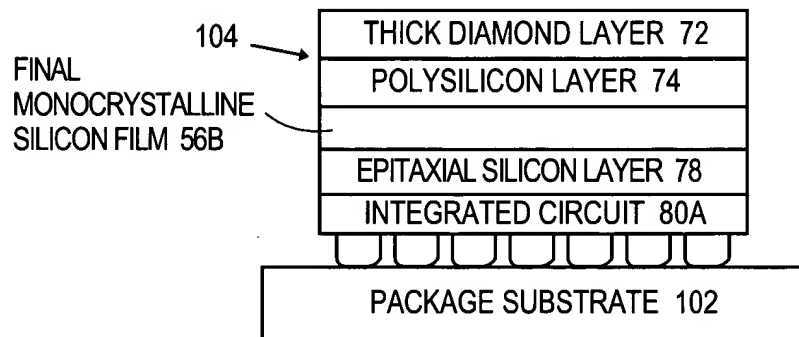 104
THICK DIAMOND LAYER 72
FINAL
MONOCRYSTALLINE
SILICON FILM 56B
POLYSILICON LAYER 74
EPITAXIAL SILICON LAYER 78
INTEGRATED CIRCUIT 80A
PACKAGE SUBSTRATE 102